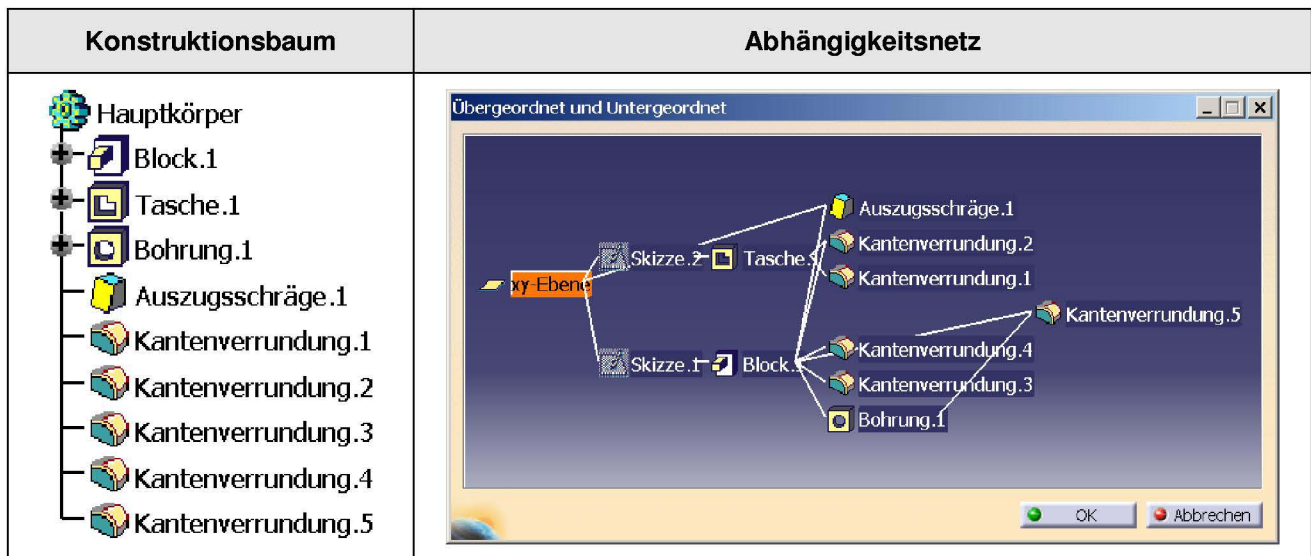 Konstruktionsbaum
Abhängigkeitsnetz
Hauptkörper
Block.1
Tasche.1
Bohrung.1
Auszugsschräge.1
Kantenverrundung.1
Kantenverrundung.2
Kantenverrundung.3
Kantenverrundung.4
Kantenverrundung.5
Übergeordnet und Untergeordnet
Auszugsschräge.1
Kantenverrundung.2
Skizze.2 Tasche.
Kantenverrundung.1
xy-Ebene
Kantenverrundung.5
Kantenverrundung.4
Skizze.1 Block.
Kantenverrundung.3
Bohrung.1
OK Abbrechen